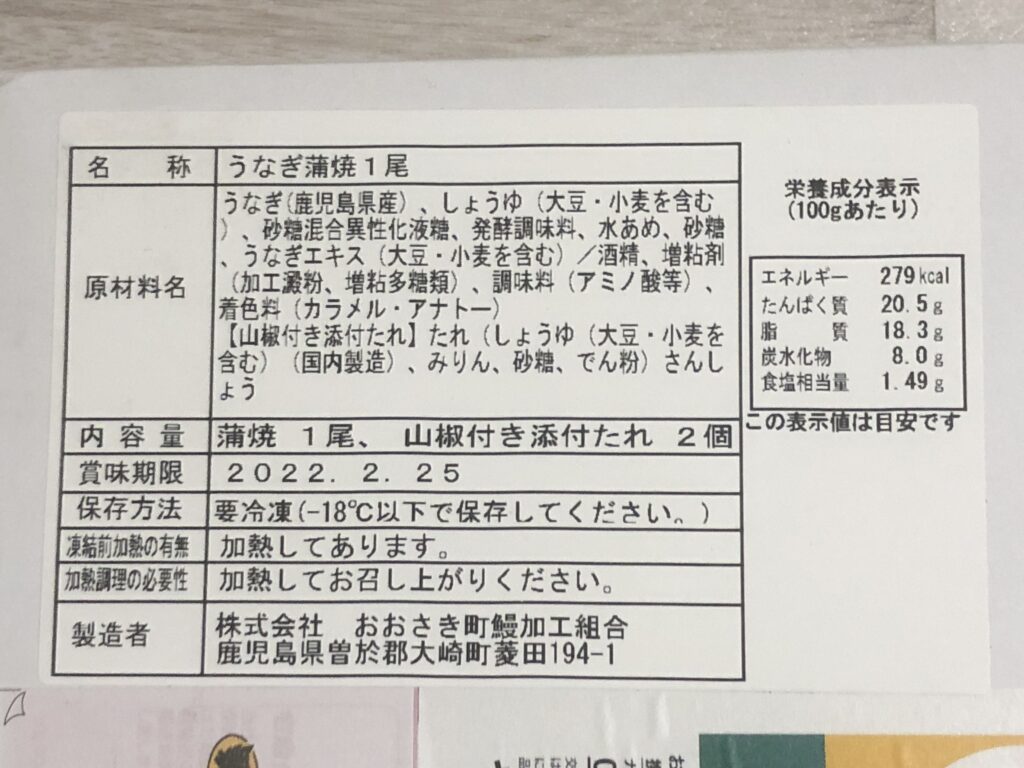 名 称 うなぎ蒲焼１尾
原材料名
うなぎ(鹿児島県産)、しょうゆ（大豆・小麦を含む
）、砂糖混合異性化液糖、発酵調味料、水あめ、砂糖
、うなぎエキス（大豆・小麦を含む）／酒精、増粘剤
（加工澱粉、増粘多糖類）、調味料（アミノ酸等）、
着色料（カラメル・アナトー）
【山椒付き添付たれ】たれ（しょうゆ（大豆・小麦を
含む）（国内製造）、みりん、砂糖、でん粉）さんし
ょう
内容量 蒲焼 １尾、 山椒付き添付たれ ２個
賞味期限 ２０２２．２．２５
保存方法 要冷凍(-18℃以下で保存してください。)
凍結前加熱の有無 加熱してあります。
加熱調理の必要性 加熱してお召し上がりください。
製造者
株式会社 おおさき町鰻加工組合
鹿児島県曽於郡大崎町菱田194-1
栄養成分表示
(100gあたり)
エネルギー 279kcal
たんぱく質 20.5g
脂 質 18.3g
炭水化物 8.0g
食塩相当量 1.49g
この表示値は目安です